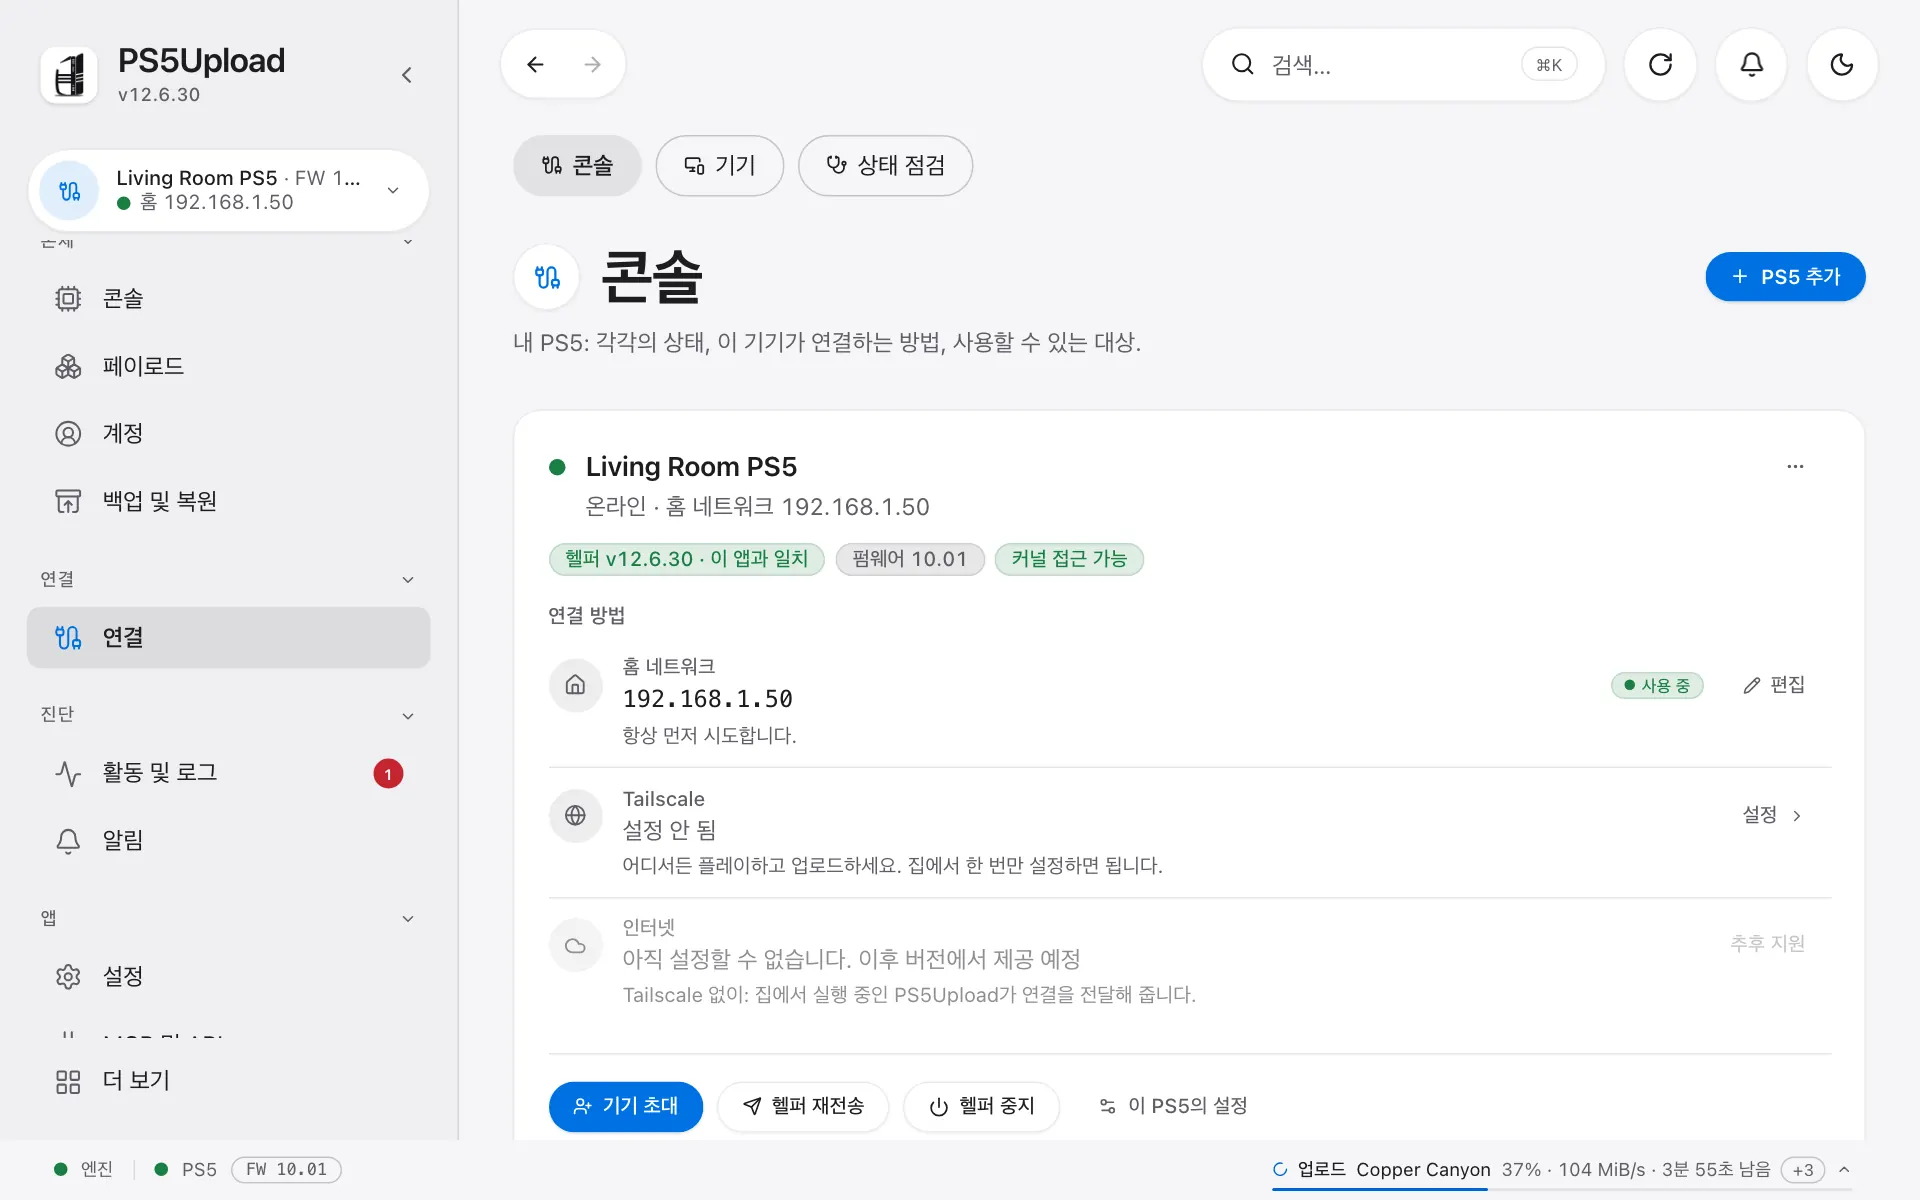 PS5Upload
v12.6.30
Living Room PS5 · FW 1...
홈 192.168.1.50
콘솔
페이로드
계정
백업 및 복원
연결
연결
진단
활동 및 로그
1
알림
앱
설정
더 보기
검색...
⌘K
콘솔
기기
상태 점검
콘솔
PS5 추가
내 PS5: 각각의 상태, 이 기기가 연결하는 방법, 사용할 수 있는 대상.
Living Room PS5
온라인 · 홈 네트워크 192.168.1.50
헬퍼 v12.6.30 · 이 앱과 일치
펌웨어 10.01
커널 접근 가능
연결 방법
홈 네트워크
192.168.1.50
항상 먼저 시도합니다.
사용 중
편집
Tailscale
설정 안 됨
어디서든 플레이하고 업로드하세요. 집에서 한 번만 설정하면 됩니다.
설정
인터넷
아직 설정할 수 없습니다. 이후 버전에서 제공 예정
Tailscale 없이: 집에서 실행 중인 PS5Upload가 연결을 전달해 줍니다.
추후 지원
기기 초대
헬퍼 재전송
헬퍼 중지
이 PS5의 설정
엔진
PS5
FW 10.01
업로드 Copper Canyon 37% · 104 MiB/s · 3분 55초 남음
+3